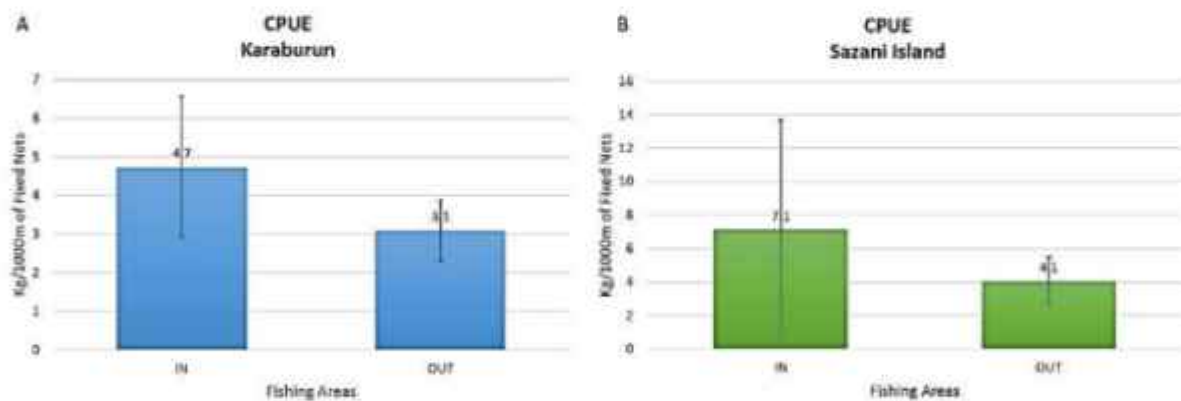 A
CPUE
Karaburun
Kg/1000m of Fixed Nets
7
6
5
4
3
2
1
0
4.7
3.1
IN
OUT
Fishing Areas
B
CPUE
Sazani Island
Kg/1000m of Fixed Nets
16
14
12
10
8
6
4
2
0
7.1
4.1
IN
OUT
Fishing Areas